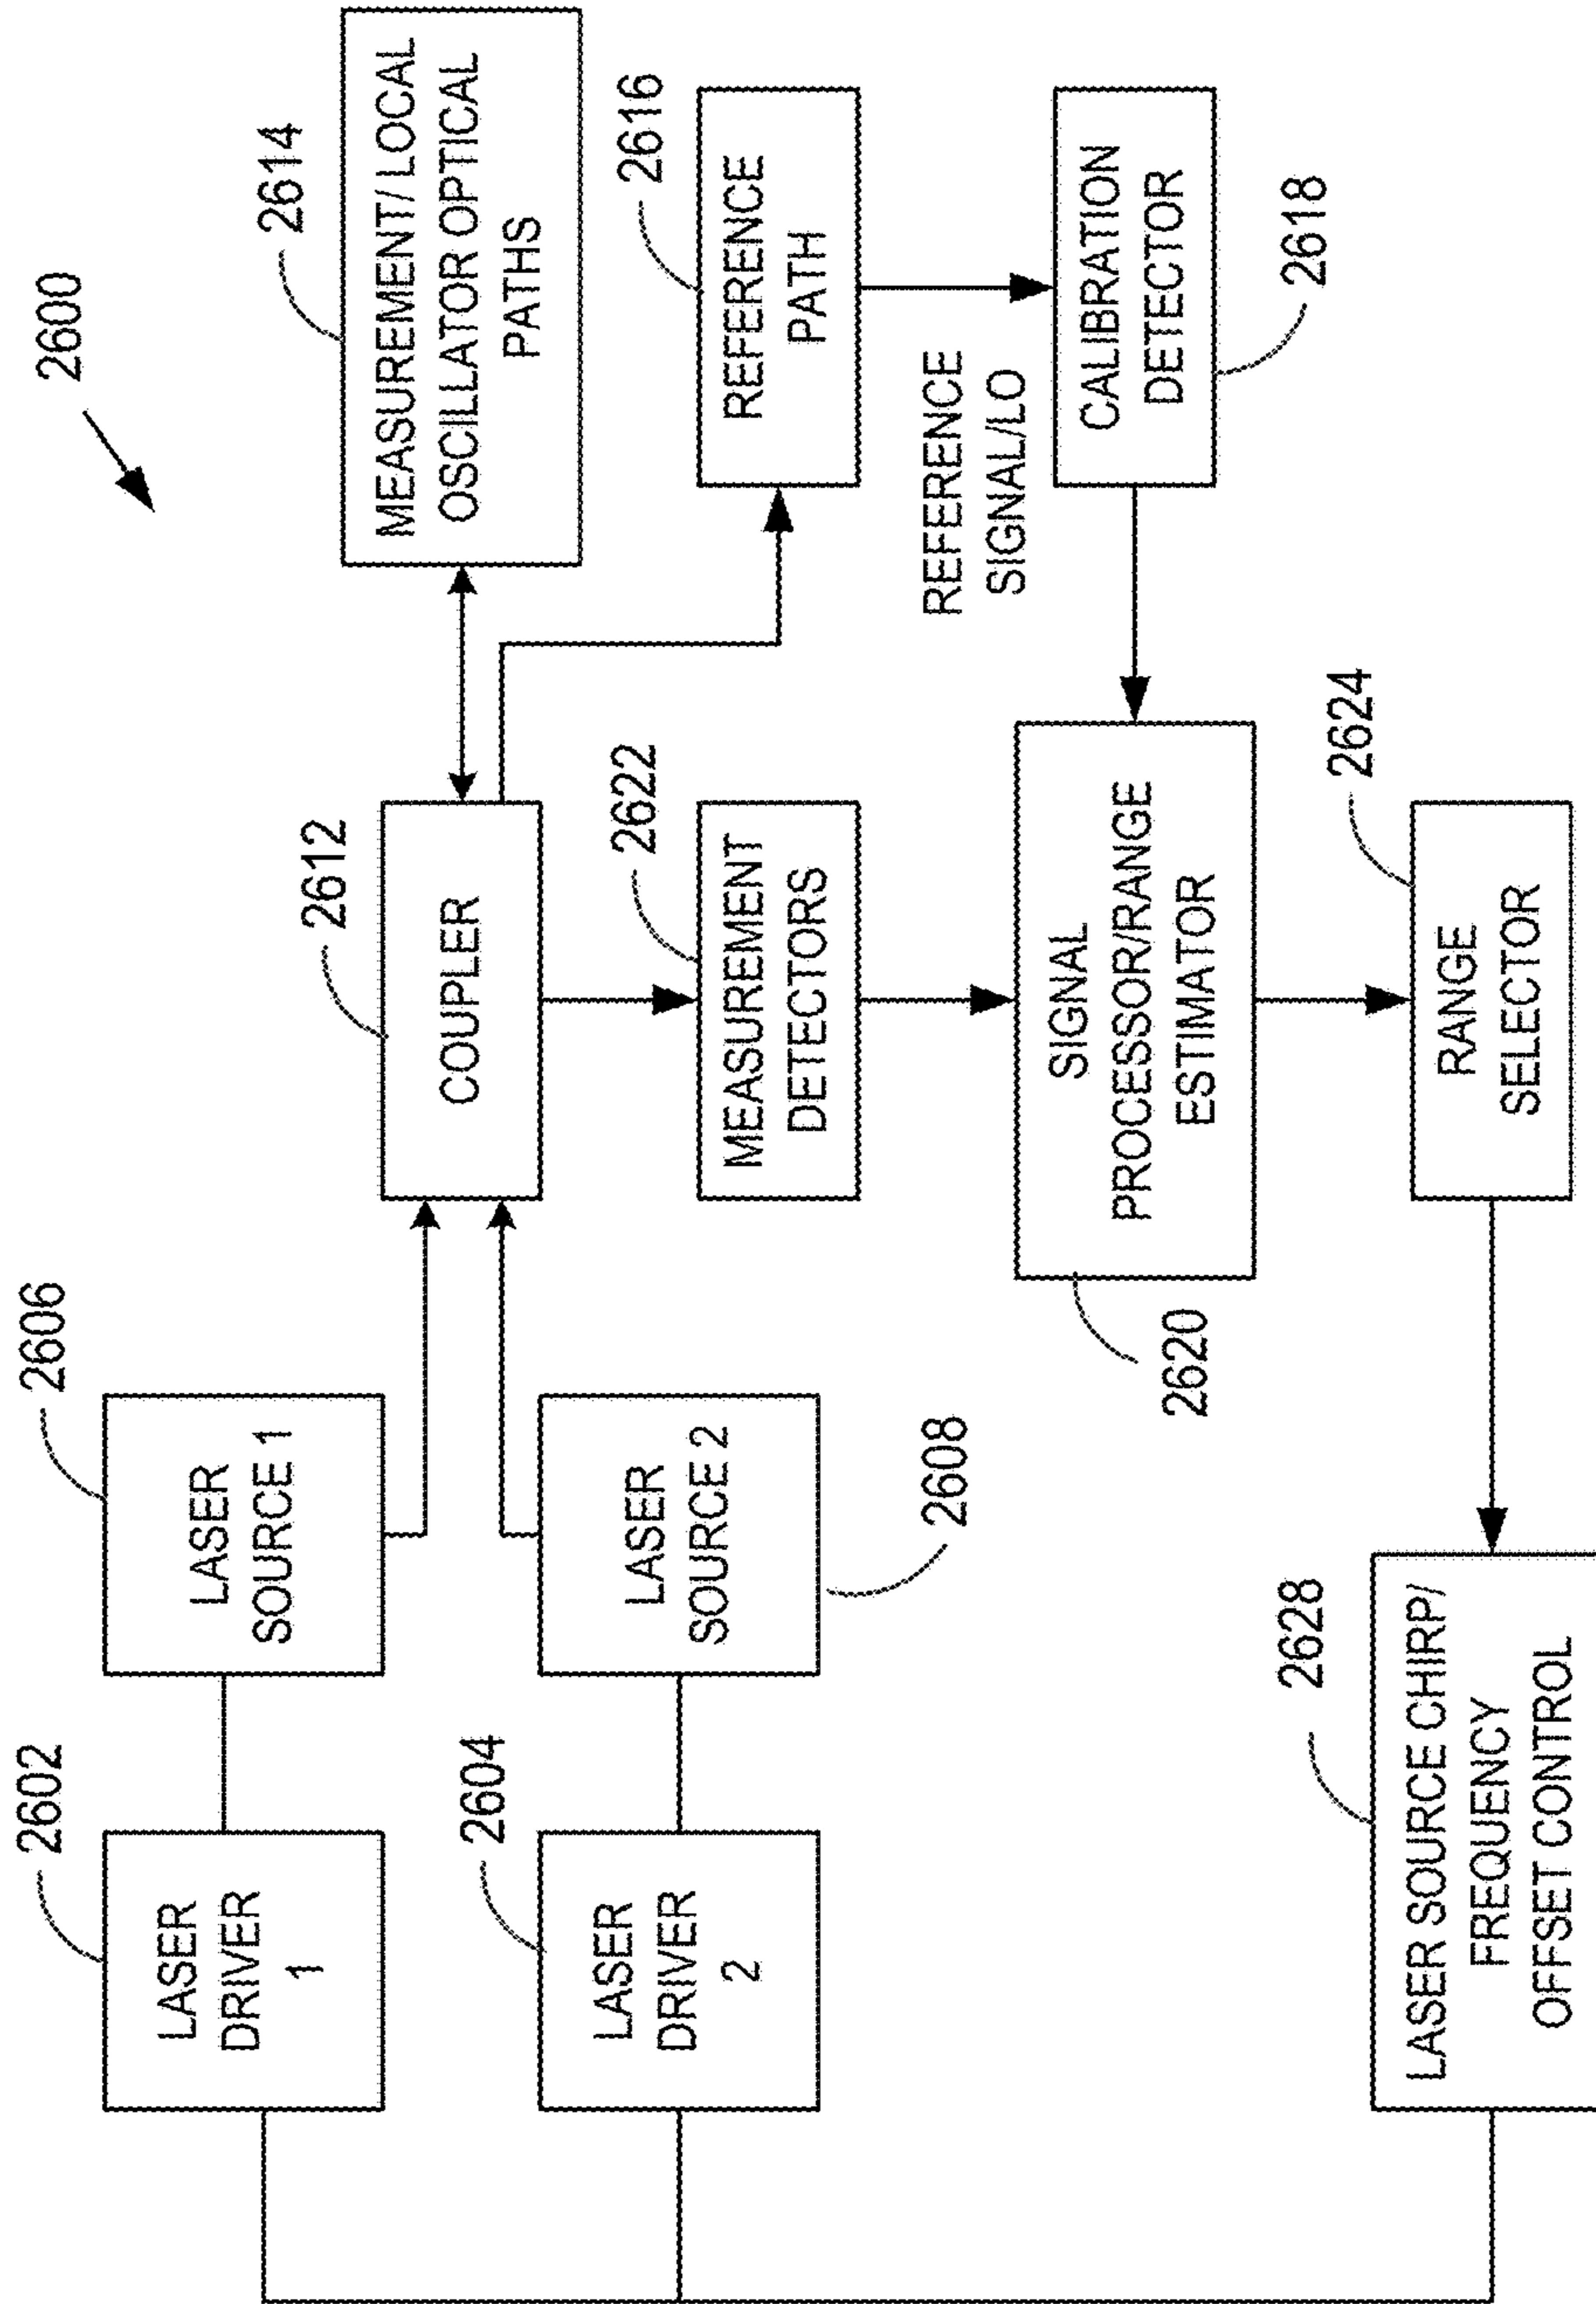 2600
2602
LASER
DRIVER
1
2606
LASER
SOURCE 1
2604
LASER
DRIVER
2
LASER
SOURCE 2
2608
2612
COUPLER
2614
MEASUREMENT/ LOCAL
OSCILLATOR OPTICAL
PATHS
2622
MEASUREMENT
DETECTORS
2616
REFERENCE
PATH
REFERENCE
SIGNAL/LO
CALIBRATION
DETECTOR
2618
SIGNAL
PROCESSOR/RANGE
ESTIMATOR
2620
2624
RANGE
SELECTOR
2628
LASER SOURCE CHIRP/
FREQUENCY
OFFSET CONTROL